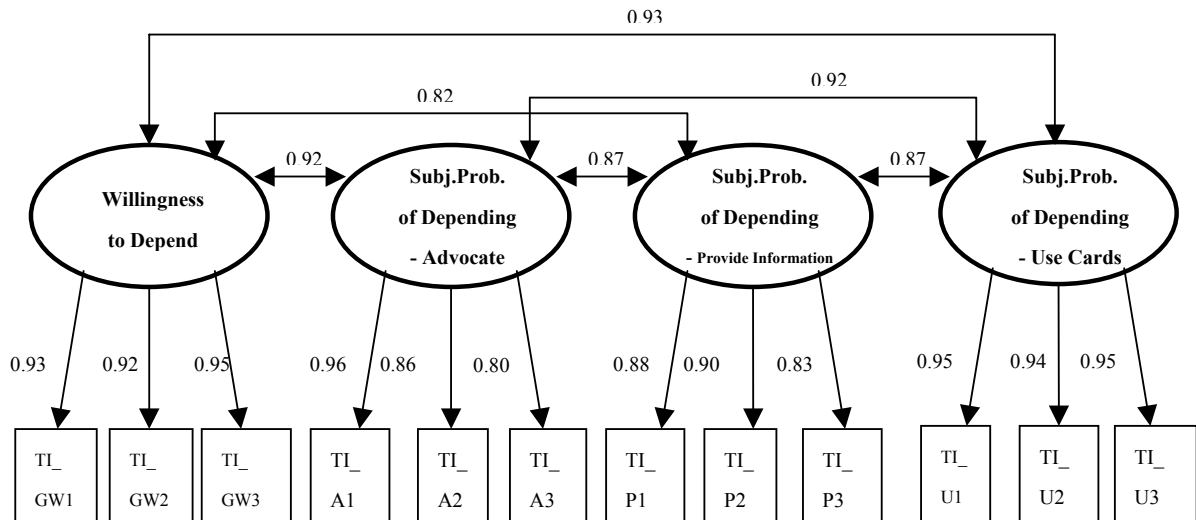 0.93
0.92
0.82
0.92
0.87
0.87
Willingness
to Depend
Subj.Prob.
of Depending
- Advocate
Subj.Prob.
of Depending
- Provide Information
Subj.Prob.
of Depending
- Use Cards
0.93
0.92
0.95
0.96
0.86
0.80
0.88
0.90
0.83
0.95
0.94
0.95
TI_
GW1
TI_
GW2
TI_
GW3
TI_
A1
TI_
A2
TI_
A3
TI_
P1
TI_
P2
TI_
P3
TI_
U1
TI_
U2
TI_
U3